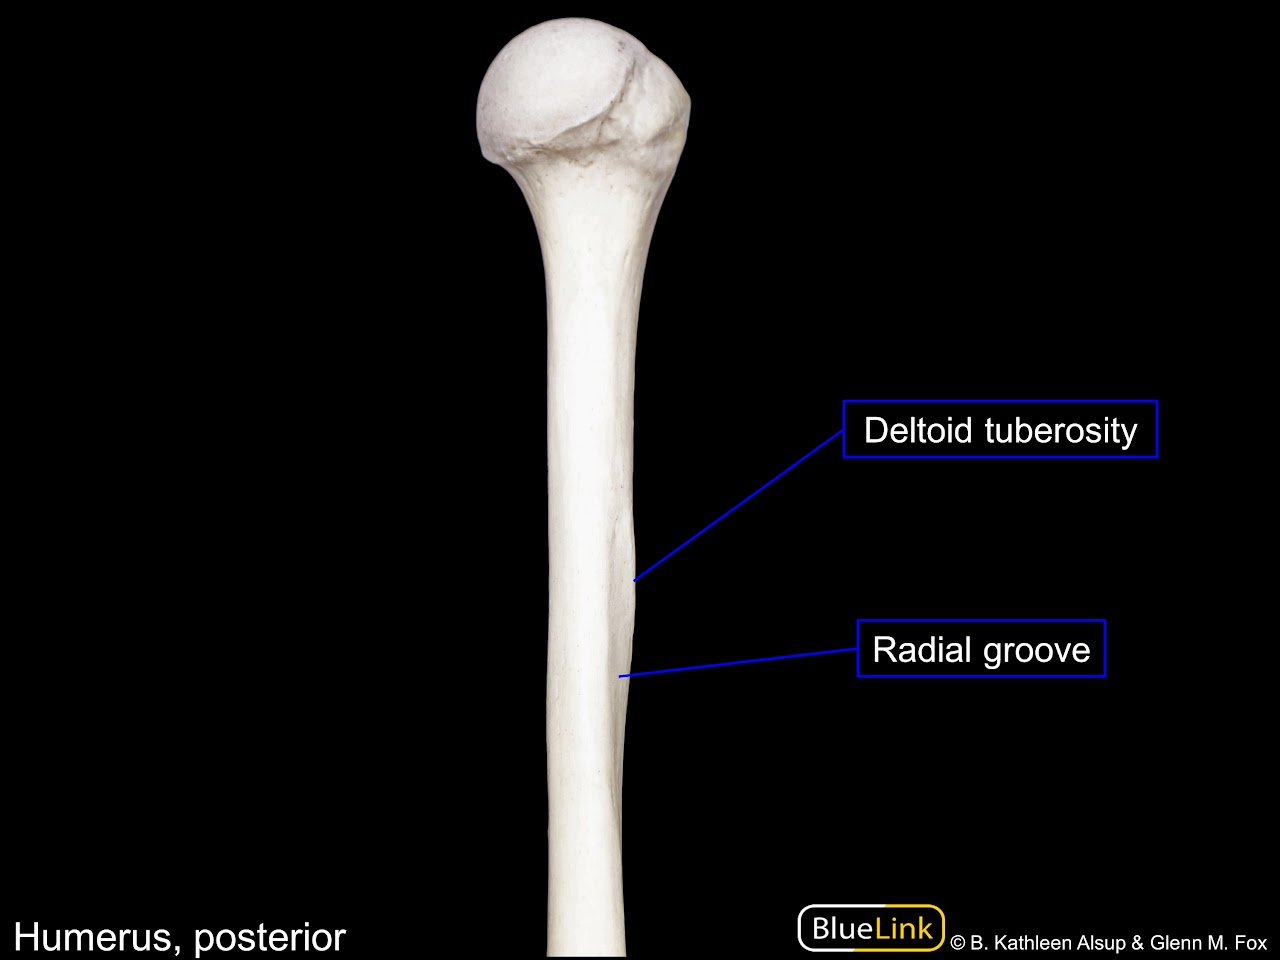 Deltoid tuberosity
Radial groove
Humerus, posterior
BlueLink
© B. Kathleen Alsup & Glenn M. Fox